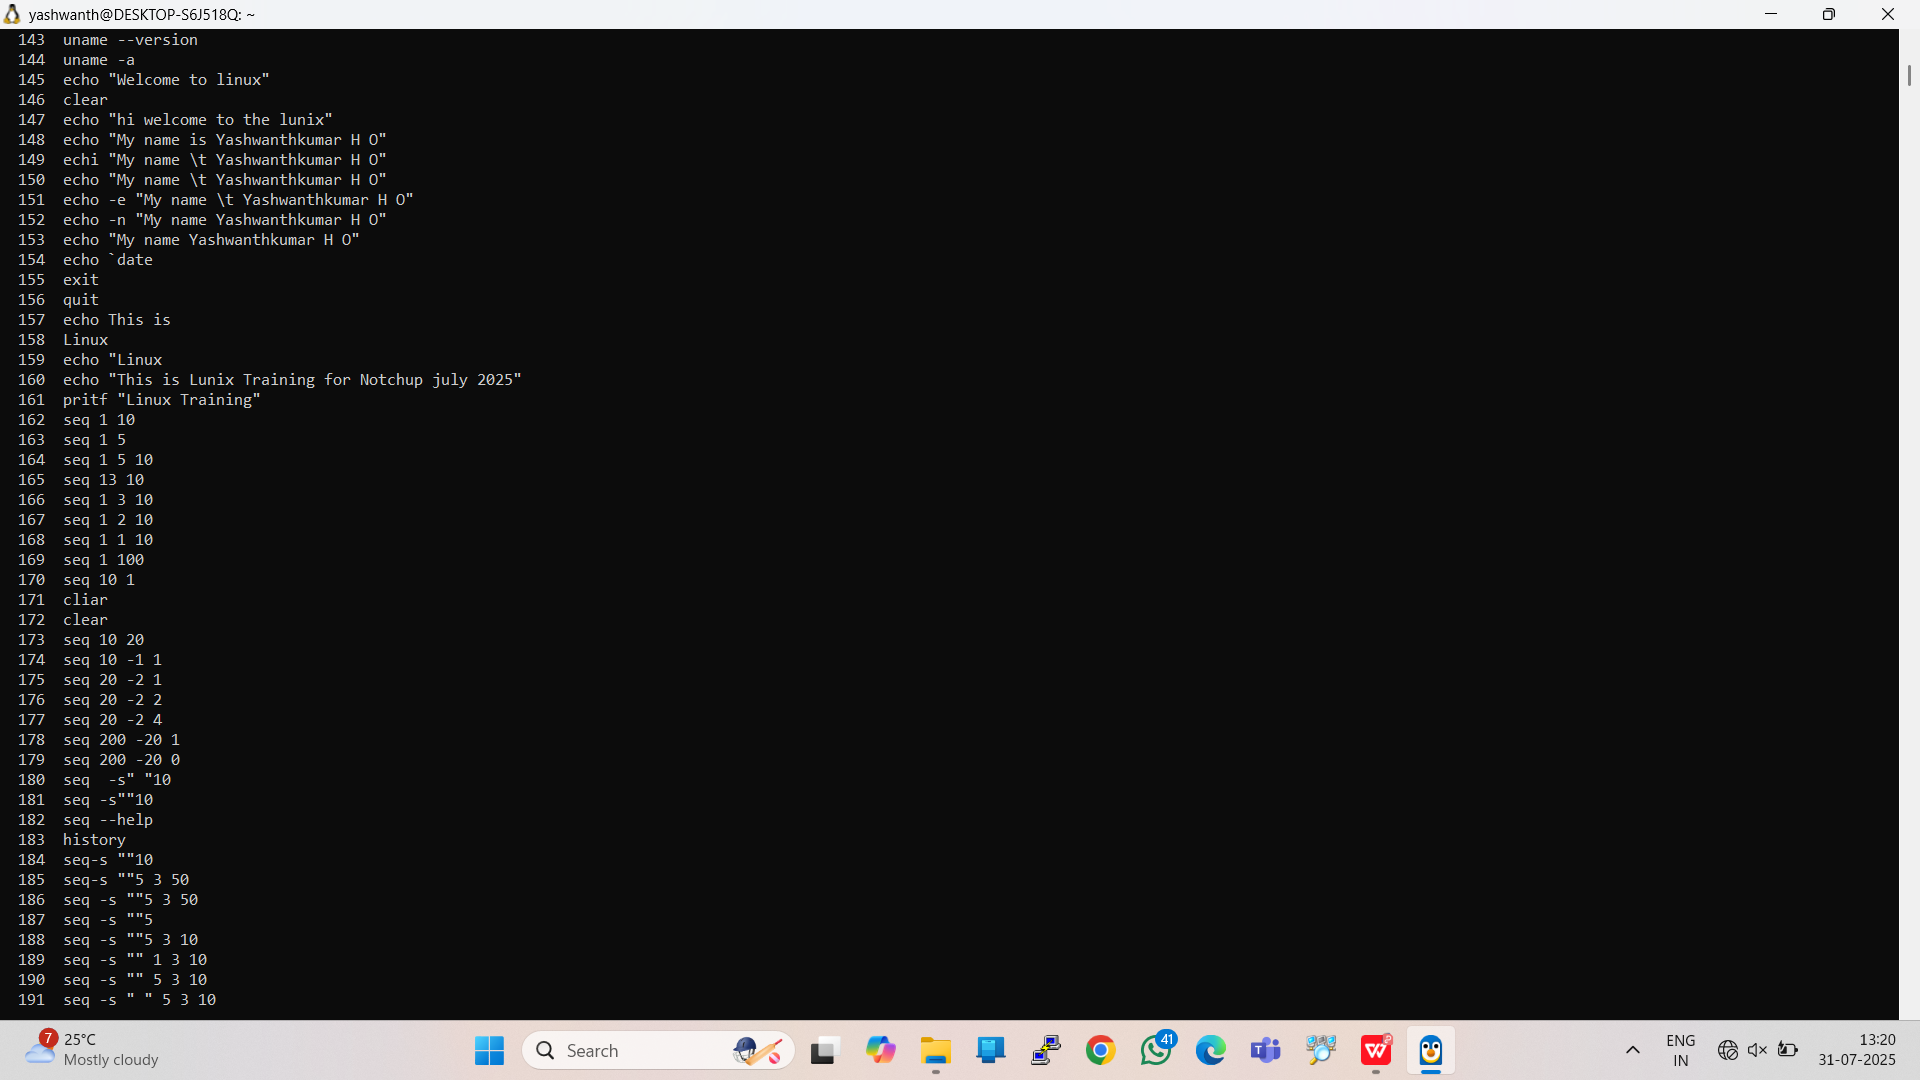 yashwanth@DESKTOP-S6J518Q: ~
143 uname --version
144 uname -a
145 echo "Welcome to linux"
146 clear
147 echo "hi welcome to the lunix"
148 echo "My name is Yashwanthkumar H O"
149 echi "My name \t Yashwanthkumar H O"
150 echo "My name \t Yashwanthkumar H O"
151 echo -e "My name \t Yashwanthkumar H O"
152 echo -n "My name Yashwanthkumar H O"
153 echo "My name Yashwanthkumar H O"
154 echo `date
155 exit
156 quit
157 echo This is
158 Linux
159 echo "Linux
160 echo "This is Lunix Training for Notchup july 2025"
161 pritf "Linux Training"
162 seq 1 10
163 seq 1 5
164 seq 1 5 10
165 seq 13 10
166 seq 1 3 10
167 seq 1 2 10
168 seq 1 1 10
169 seq 1 100
170 seq 10 1
171 cliar
172 clear
173 seq 10 20
174 seq 10 -1 1
175 seq 20 -2 1
176 seq 20 -2 2
177 seq 20 -2 4
178 seq 200 -20 1
179 seq 200 -20 0
180 seq  -s" "10
181 seq -s""10
182 seq --help
183 history
184 seq-s ""10
185 seq-s ""5 3 50
186 seq -s ""5 3 50
187 seq -s ""5
188 seq -s ""5 3 10
189 seq -s "" 1 3 10
190 seq -s "" 5 3 10
191 seq -s " " 5 3 10
7
25°C
Mostly cloudy
Search
41
ENG
IN
13:20
31-07-2025